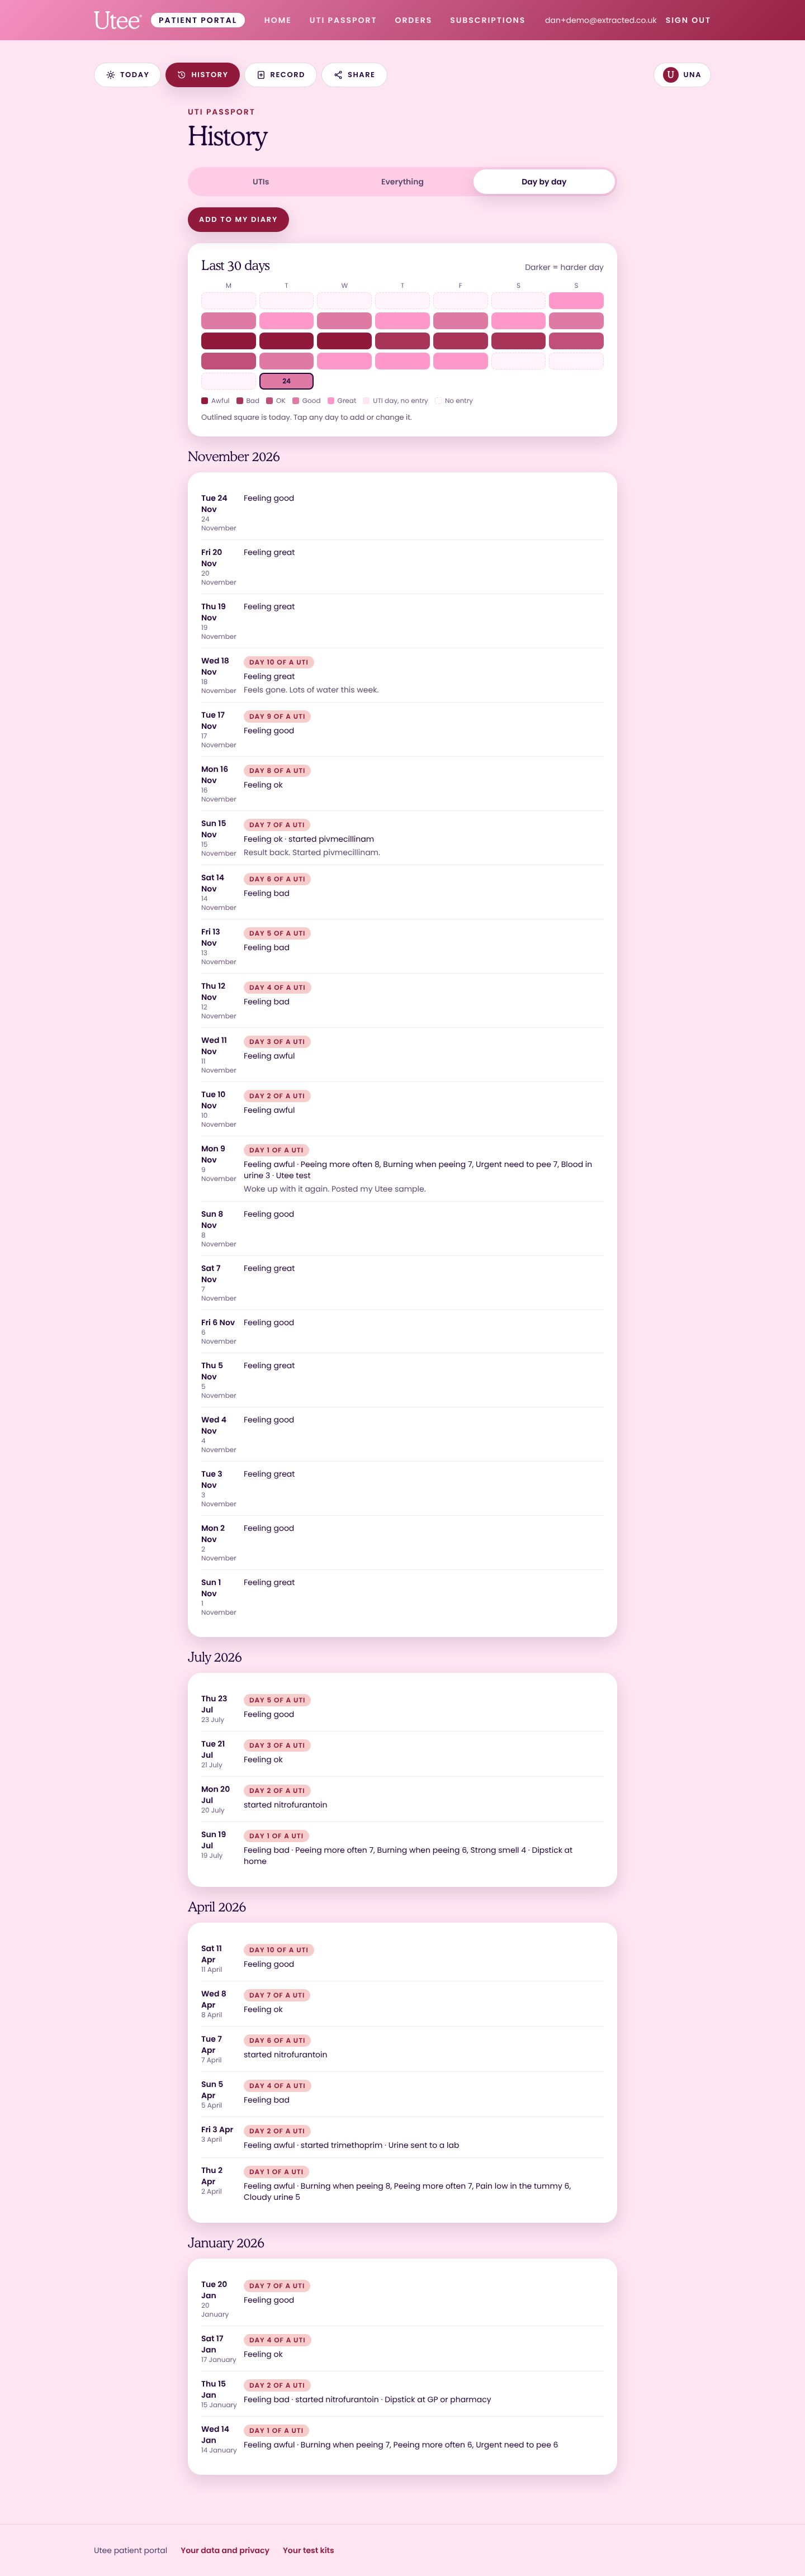 Utee
PATIENT PORTAL
HOME
UTI PASSPORT
ORDERS
SUBSCRIPTIONS
dan+demo@extracted.co.uk
SIGN OUT
TODAY
HISTORY
RECORD
SHARE
U
UNA
UTI PASSPORT
History
UTIs
Everything
Day by day
ADD TO MY DIARY
Last 30 days
Darker = harder day
M T W T F S S
24
Awful Bad OK Good Great UTI day, no entry No entry
Outlined square is today. Tap any day to add or change it.
November 2026
Tue 24
Nov
24
November
Feeling good
Fri 20
Nov
20
November
Feeling great
Thu 19
Nov
19
November
Feeling great
Wed 18
Nov
18
November
DAY 10 OF A UTI
Feeling great
Feels gone. Lots of water this week.
Tue 17
Nov
17
November
DAY 9 OF A UTI
Feeling good
Mon 16
Nov
16
November
DAY 8 OF A UTI
Feeling ok
Sun 15
Nov
15
November
DAY 7 OF A UTI
Feeling ok · started pivmecillinam
Result back. Started pivmecillinam.
Sat 14
Nov
14
November
DAY 6 OF A UTI
Feeling bad
Fri 13
Nov
13
November
DAY 5 OF A UTI
Feeling bad
Thu 12
Nov
12
November
DAY 4 OF A UTI
Feeling bad
Wed 11
Nov
11
November
DAY 3 OF A UTI
Feeling awful
Tue 10
Nov
10
November
DAY 2 OF A UTI
Feeling awful
Mon 9
Nov
9
November
DAY 1 OF A UTI
Feeling awful · Peeing more often 8, Burning when peeing 7, Urgent need to pee 7, Blood in
urine 3 · Utee test
Woke up with it again. Posted my Utee sample.
Sun 8
Nov
8
November
Feeling good
Sat 7
Nov
7
November
Feeling great
Fri 6 Nov
6
November
Feeling good
Thu 5
Nov
5
November
Feeling great
Wed 4
Nov
4
November
Feeling good
Tue 3
Nov
3
November
Feeling great
Mon 2
Nov
2
November
Feeling good
Sun 1
Nov
1
November
Feeling great
July 2026
Thu 23
Jul
23 July
DAY 5 OF A UTI
Feeling good
Tue 21
Jul
21 July
DAY 3 OF A UTI
Feeling ok
Mon 20
Jul
20 July
DAY 2 OF A UTI
started nitrofurantoin
Sun 19
Jul
19 July
DAY 1 OF A UTI
Feeling bad · Peeing more often 7, Burning when peeing 6, Strong smell 4 · Dipstick at
home
April 2026
Sat 11
Apr
11 April
DAY 10 OF A UTI
Feeling good
Wed 8
Apr
8 April
DAY 7 OF A UTI
Feeling ok
Tue 7
Apr
7 April
DAY 6 OF A UTI
started nitrofurantoin
Sun 5
Apr
5 April
DAY 4 OF A UTI
Feeling bad
Fri 3 Apr
3 April
DAY 2 OF A UTI
Feeling awful · started trimethoprim · Urine sent to a lab
Thu 2
Apr
2 April
DAY 1 OF A UTI
Feeling awful · Burning when peeing 8, Peeing more often 7, Pain low in the tummy 6,
Cloudy urine 5
January 2026
Tue 20
Jan
20
January
DAY 7 OF A UTI
Feeling good
Sat 17
Jan
17 January
DAY 4 OF A UTI
Feeling ok
Thu 15
Jan
15 January
DAY 2 OF A UTI
Feeling bad · started nitrofurantoin · Dipstick at GP or pharmacy
Wed 14
Jan
14 January
DAY 1 OF A UTI
Feeling awful · Burning when peeing 7, Peeing more often 6, Urgent need to pee 6
Utee patient portal
Your data and privacy
Your test kits